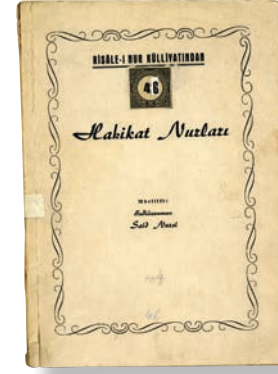 RİSÂLE-İ NUR KÜLLİYATINDAN
46
Hakikat Nurları
Müellifi:
Bediüzzaman
Said Nursî